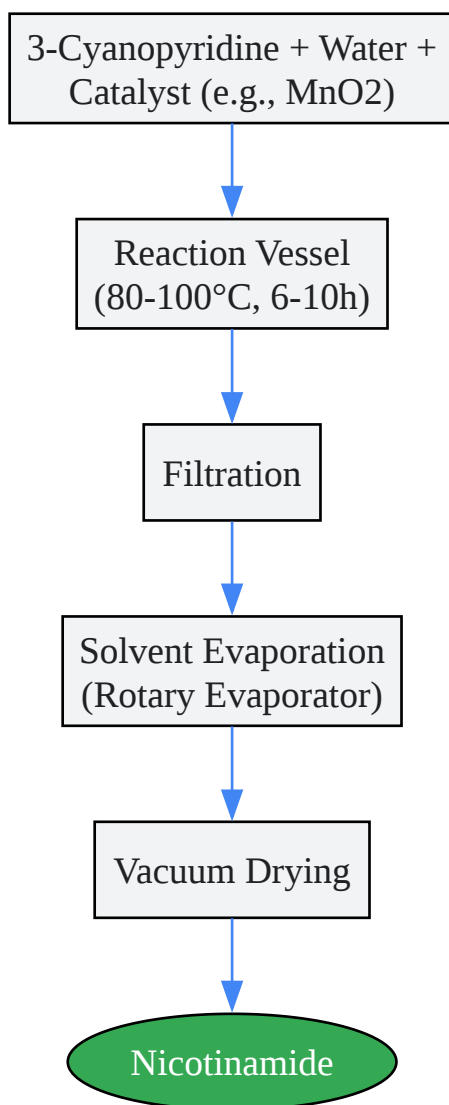 3-Cyanopyridine + Water +
Catalyst (e.g., MnO2)
Reaction Vessel
(80-100°C, 6-10h)
Filtration
Solvent Evaporation
(Rotary Evaporator)
Vacuum Drying
Nicotinamide